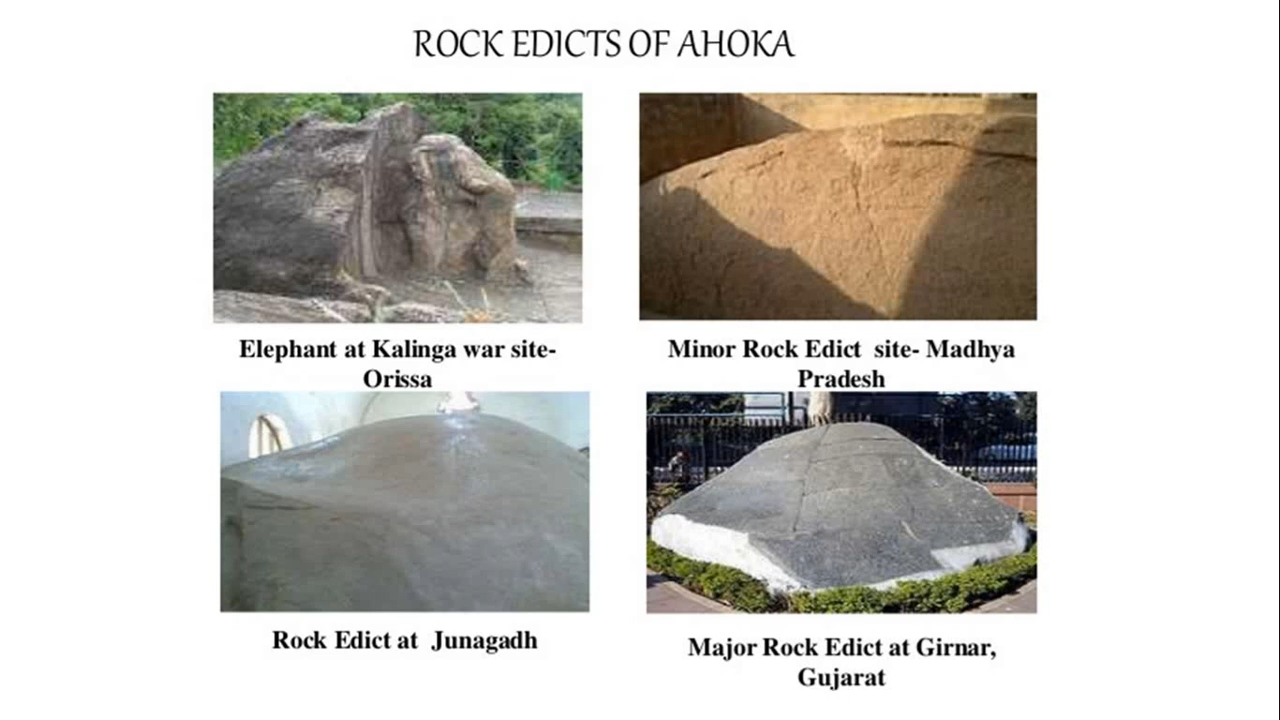 ROCK EDICTS OF AHOKA
Elephant at Kalinga war site-
Orissa
Minor Rock Edict site- Madhya
Pradesh
Rock Edict at Junagadh
Major Rock Edict at Girnar,
Gujarat